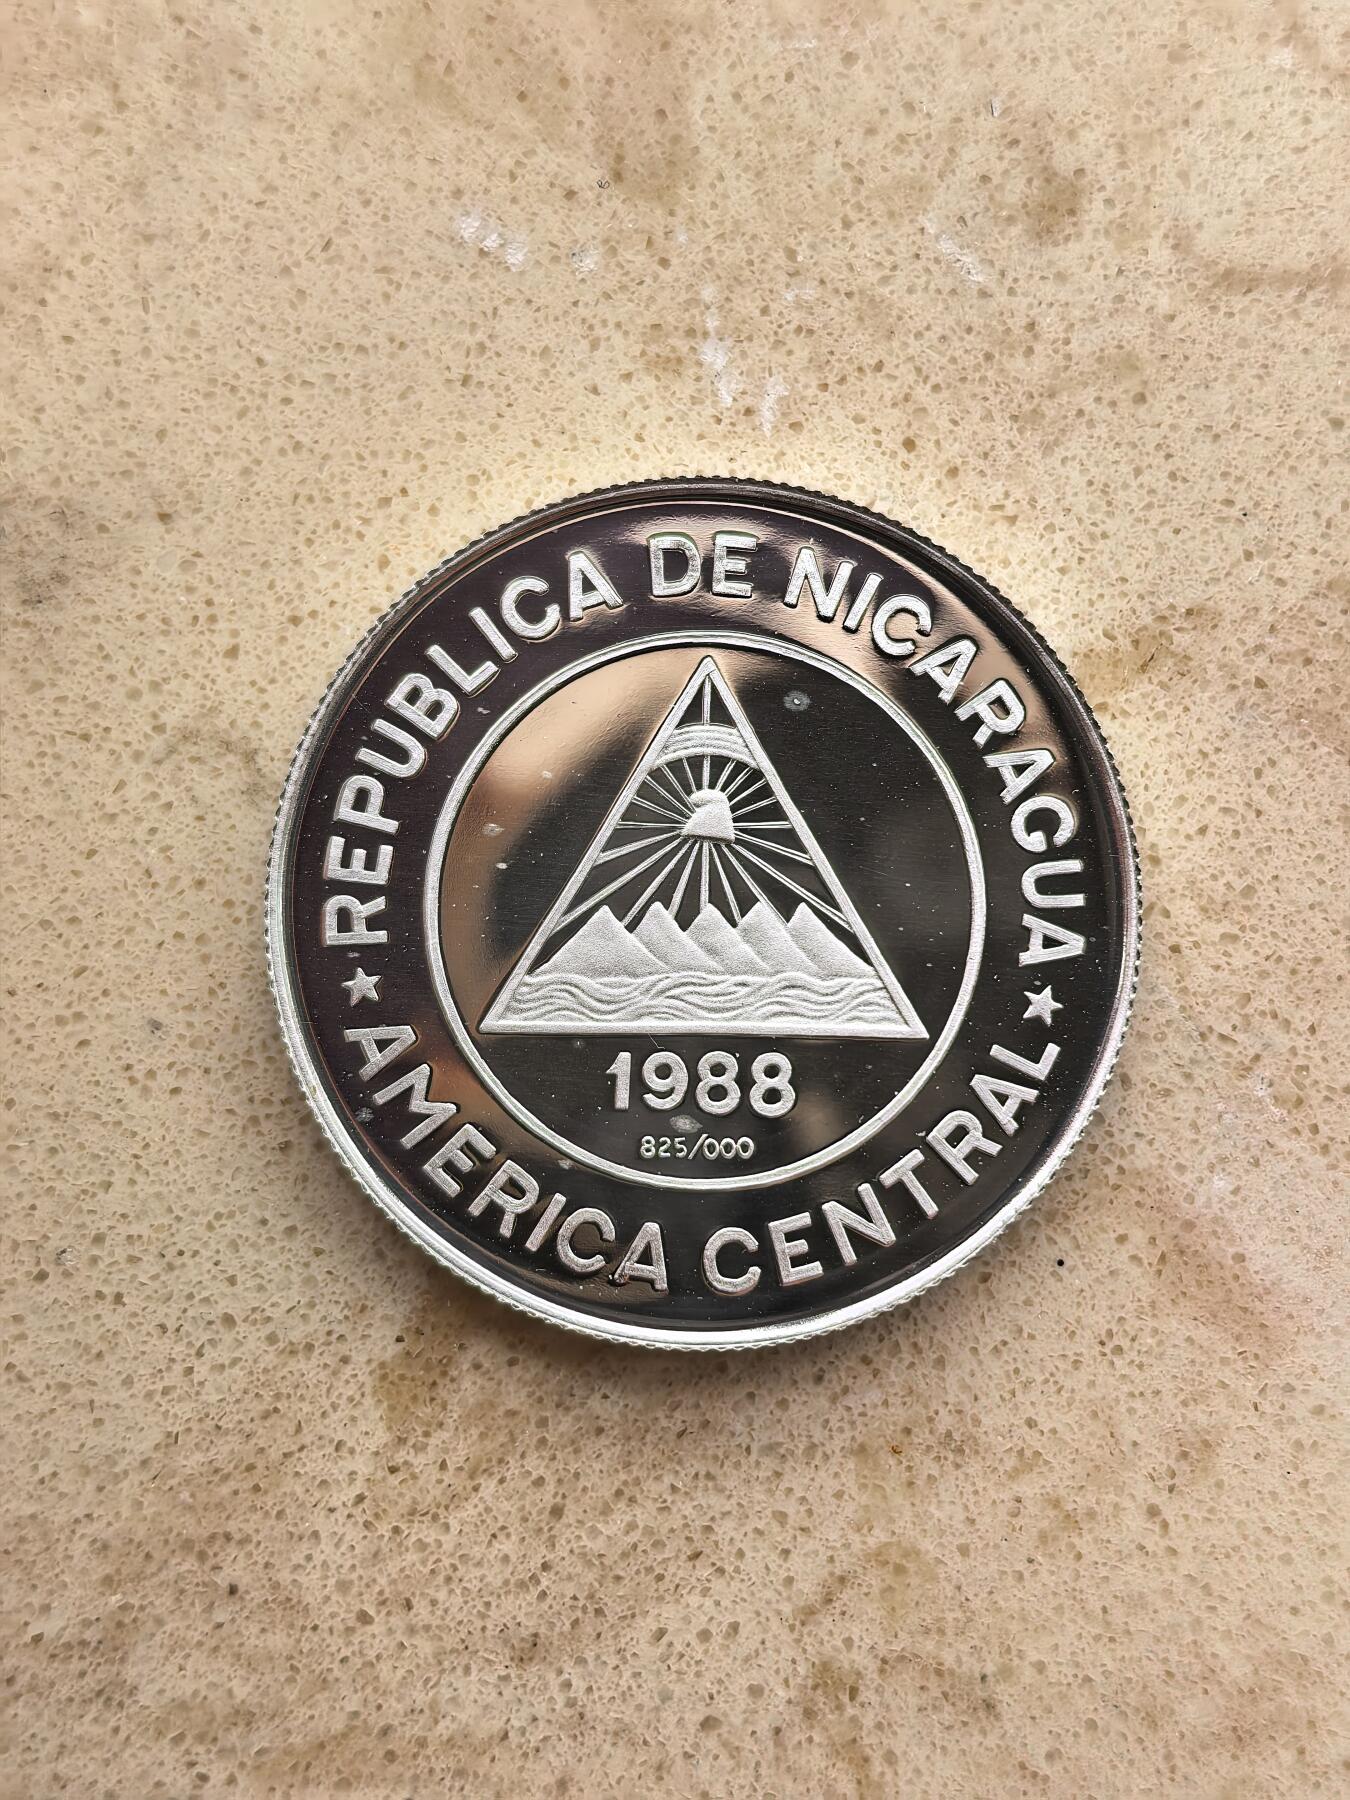 REPUBLICA DE NICARAGUA
1988
825/000
★ AMERICA CENTRAL ★